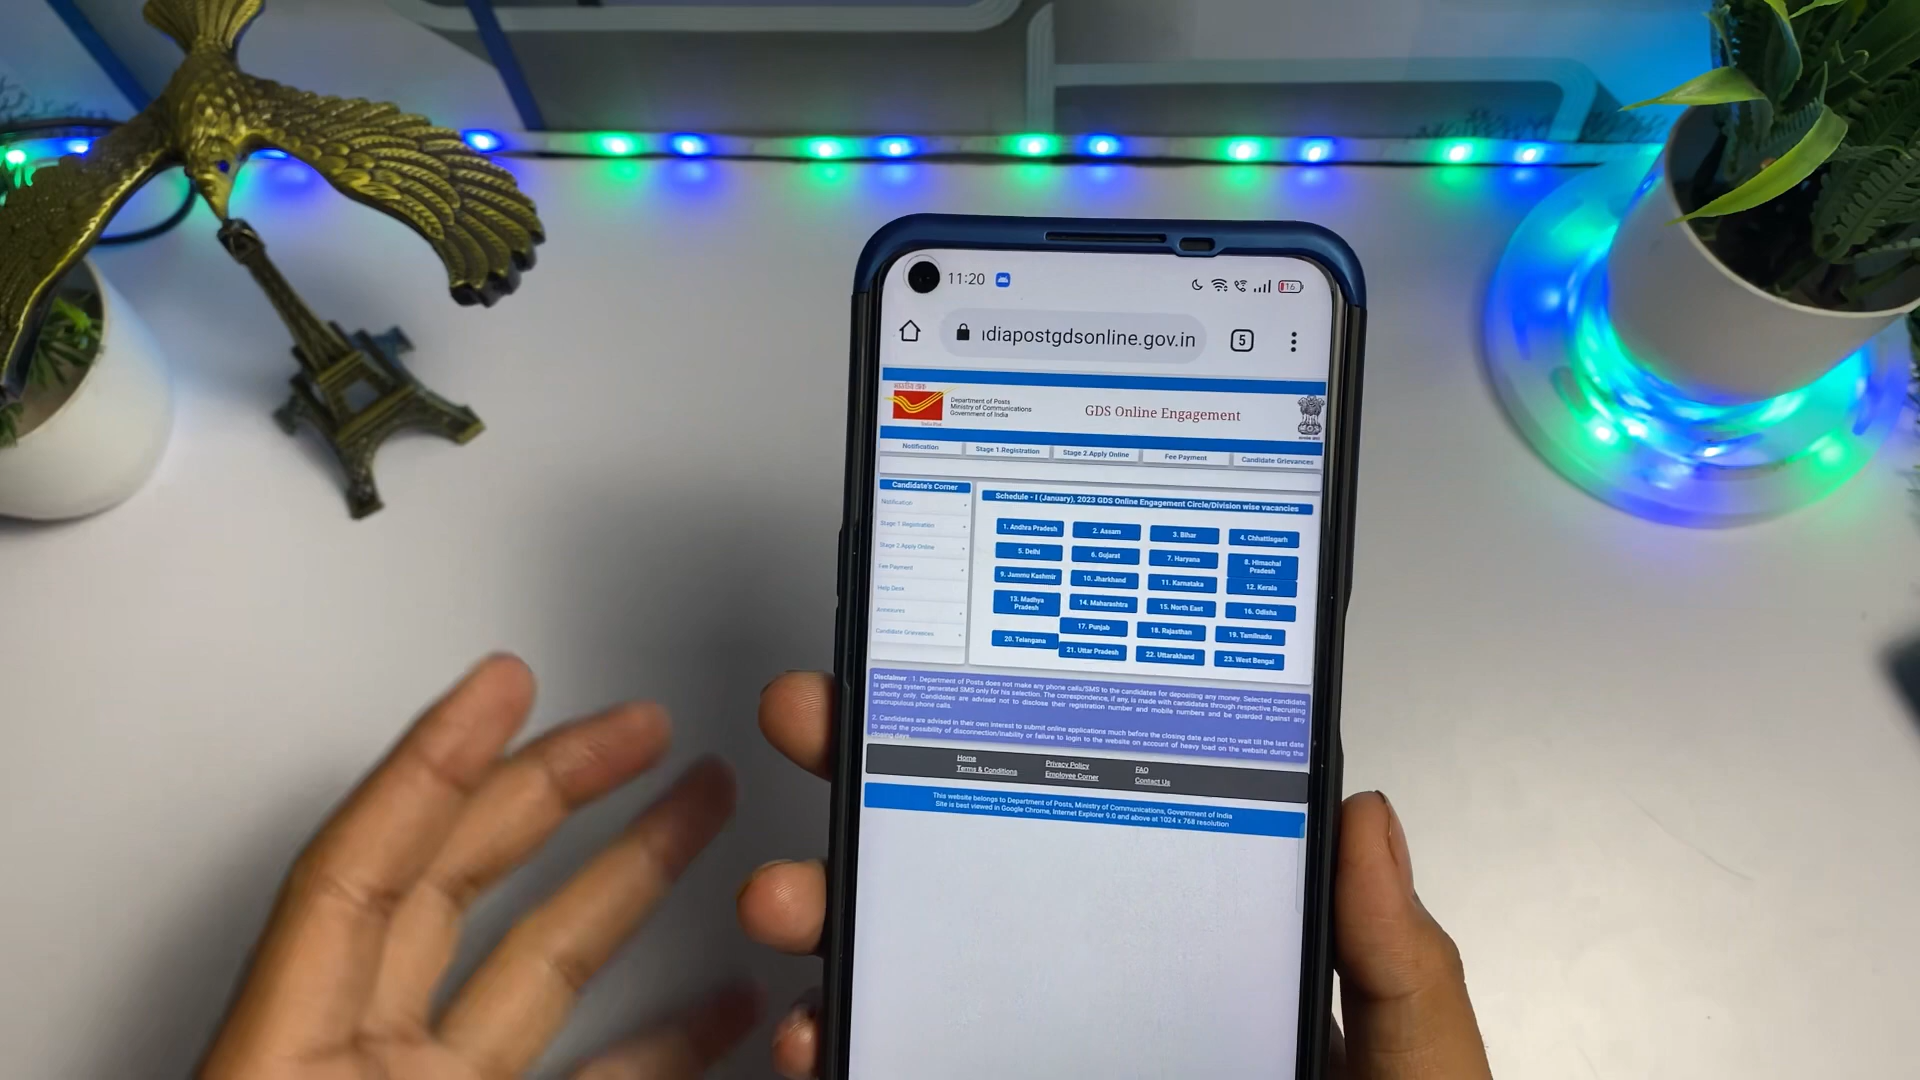 11:20
16
ndiapostgdsonline.gov.in
5
भारतीय डाक
India Post
Department of Posts
Ministry of Communications
Government of India
GDS Online Engagement
Notification
Stage 1.Registration
Stage 2.Apply Online
Fee Payment
Candidate Grievances
Candidate's Corner
Notification
Stage 1.Registration
Stage 2.Apply Online
Fee Payment
Help Desk
Annexures
Candidate Grievances
Schedule - I (January), 2023 GDS Online Engagement Circle/Division wise vacancies
1. Andhra Pradesh
2. Assam
3. Bihar
4. Chhattisgarh
5. Delhi
6. Gujarat
7. Haryana
8. Himachal
Pradesh
9. Jammu Kashmir
10. Jharkhand
11. Karnataka
12. Kerala
13. Madhya
Pradesh
14. Maharashtra
15. North East
16. Odisha
17. Punjab
18. Rajasthan
19. Tamilnadu
20. Telangana
21. Uttar Pradesh
22. Uttarakhand
23. West Bengal
Disclaimer : 1. Department of Posts does not make any phone calls/SMS to the candidates for depositing any money. Selected candidate
is getting system generated SMS only for his selection. The correspondence, if any, is made with candidates through respective Recruiting
authority only. Candidates are advised not to disclose their registration number and mobile numbers and be guarded against any
unscrupulous phone calls.
2. Candidates are advised in their own interest to submit online applications much before the closing date and not to wait till the last date
to avoid the possibility of disconnection/inability or failure to login to the website on account of heavy load on the website during the
closing days.
Home
Privacy Policy
FAQ
Terms & Conditions
Employee Corner
Contact Us
This website belongs to Department of Posts, Ministry of Communications, Government of India
Site is best viewed in Google Chrome, Internet Explorer 9.0 and above at 1024 x 768 resolution